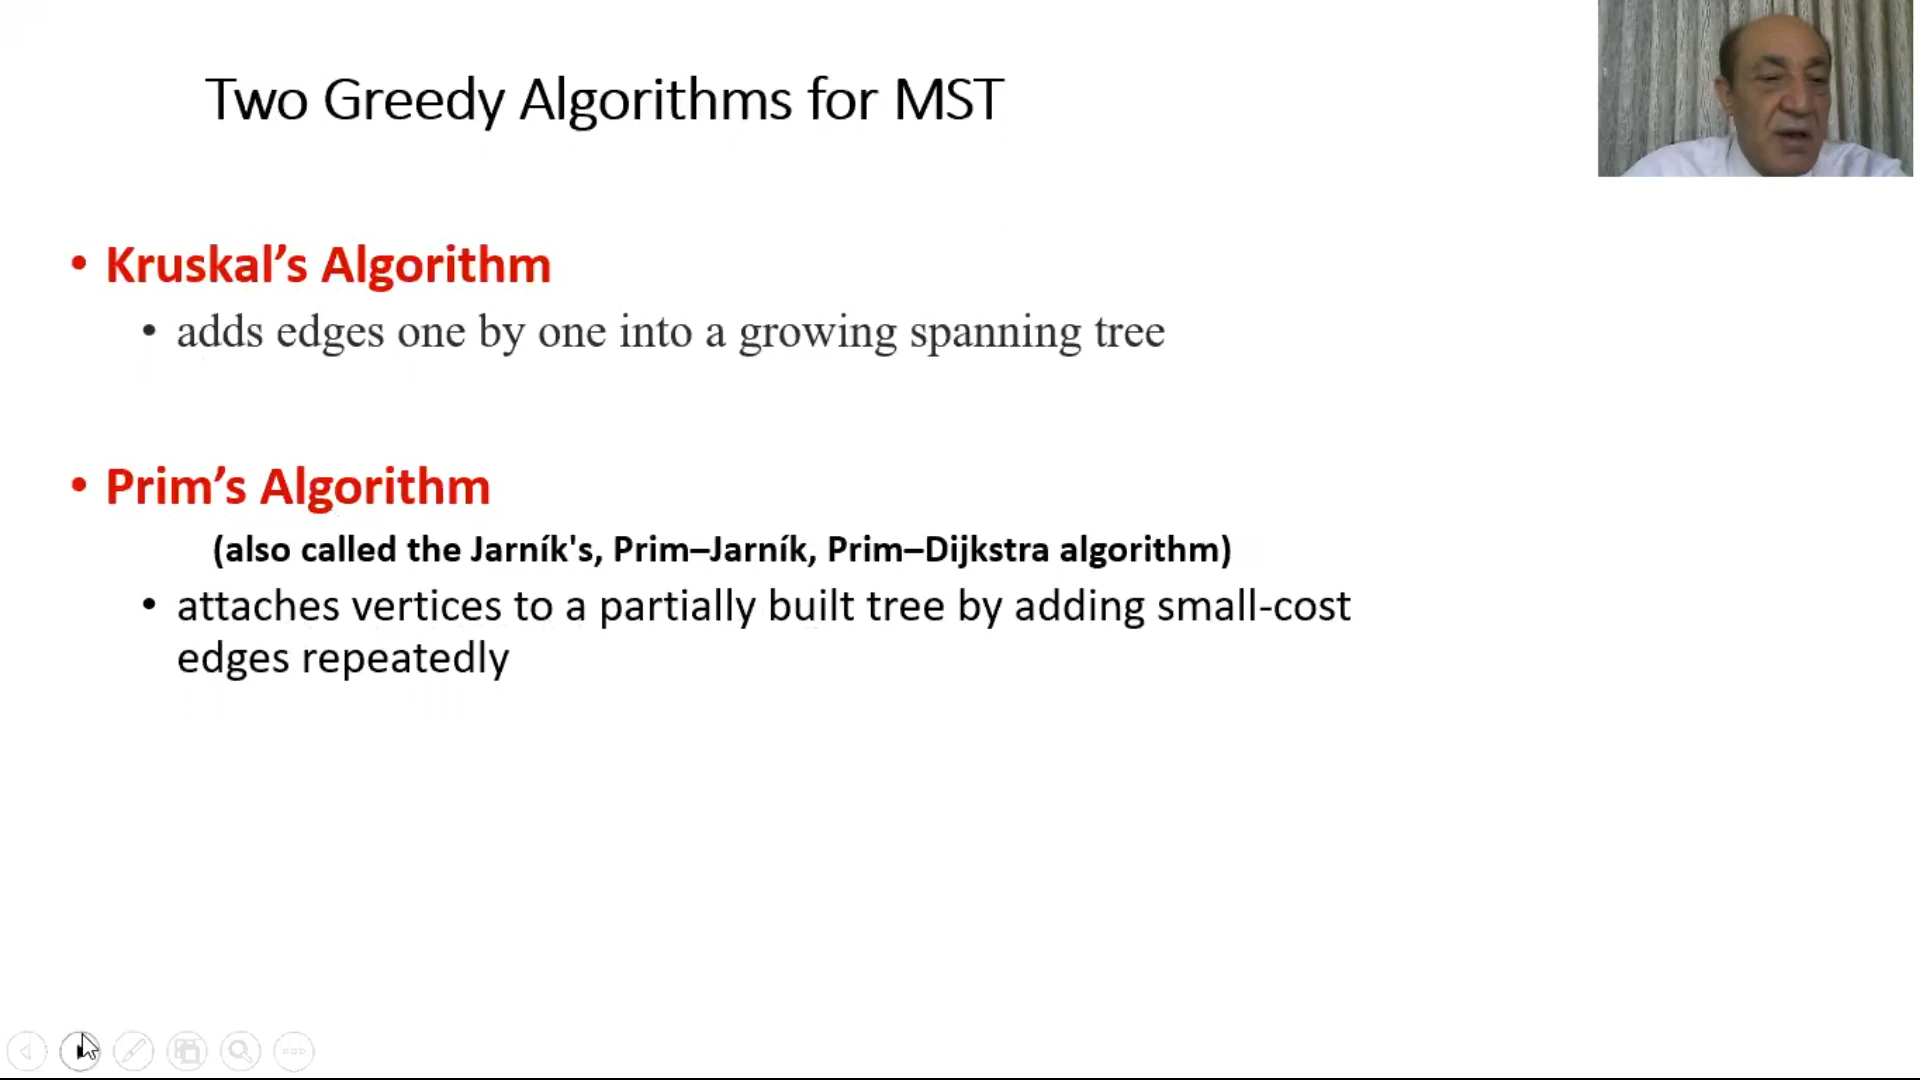 Two Greedy Algorithms for MST
• Kruskal’s Algorithm
• adds edges one by one into a growing spanning tree
• Prim’s Algorithm
(also called the Jarník's, Prim–Jarník, Prim–Dijkstra algorithm)
• attaches vertices to a partially built tree by adding small-cost
edges repeatedly